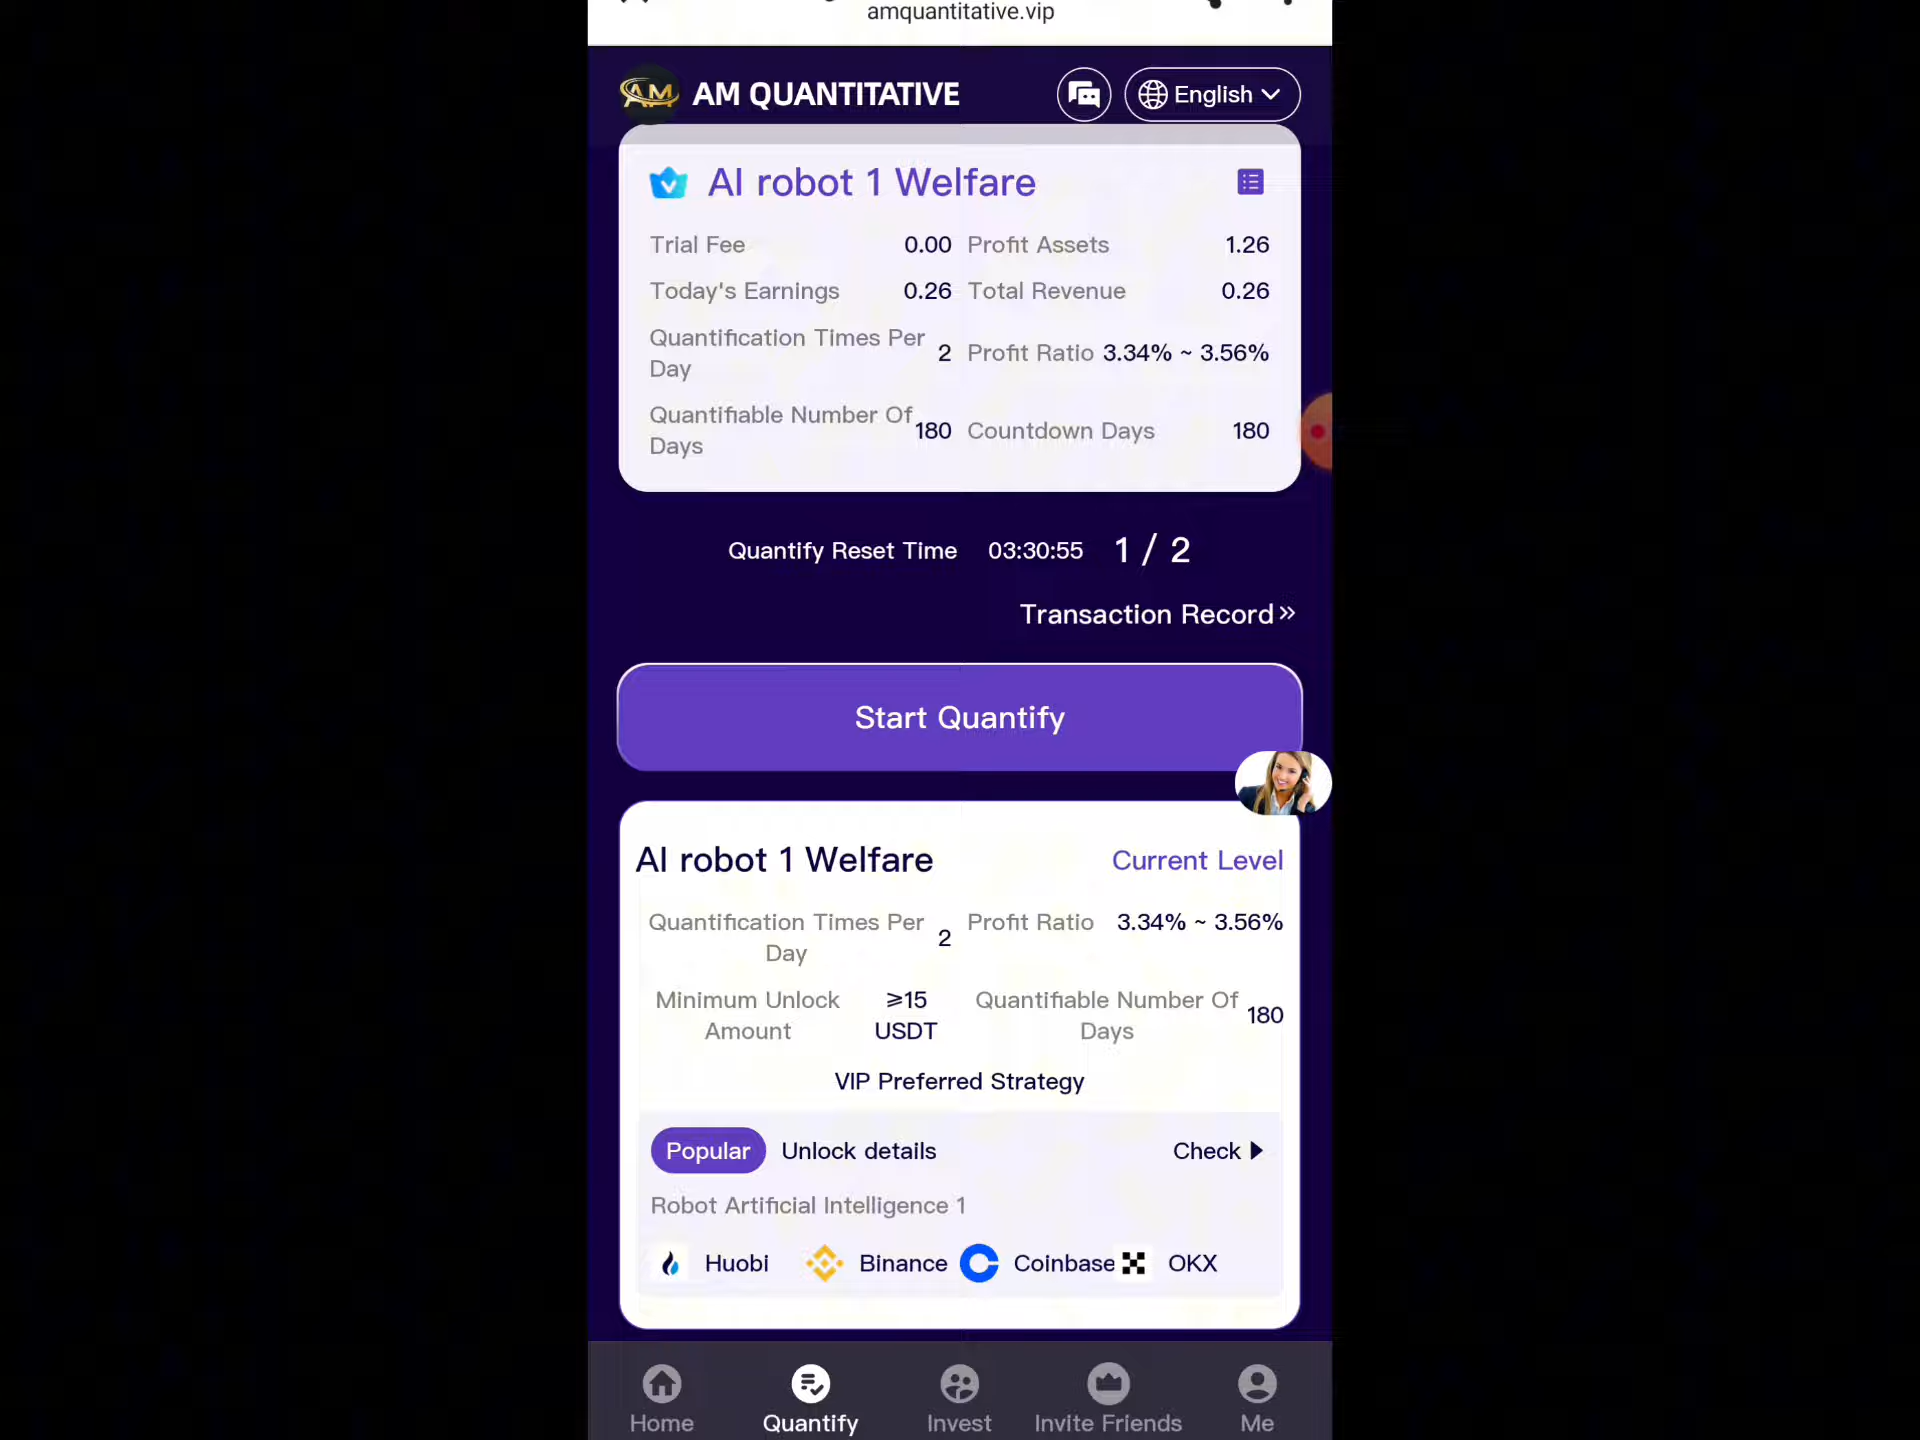 amquantitative.vip
AM AM QUANTITATIVE English
AI robot 1 Welfare
Trial Fee 0.00 Profit Assets 1.26
Today's Earnings 0.26 Total Revenue 0.26
Quantification Times Per Day 2 Profit Ratio 3.34% ~ 3.56%
Quantifiable Number Of Days 180 Countdown Days 180
Quantify Reset Time 03:30:55 1 / 2
Transaction Record»
Start Quantify
AI robot 1 Welfare Current Level
Quantification Times Per Day 2 Profit Ratio 3.34% ~ 3.56%
Minimum Unlock Amount ≥15 USDT Quantifiable Number Of Days 180
VIP Preferred Strategy
Popular Unlock details Check
Robot Artificial Intelligence 1
Huobi Binance Coinbase OKX
Home Quantify Invest Invite Friends Me